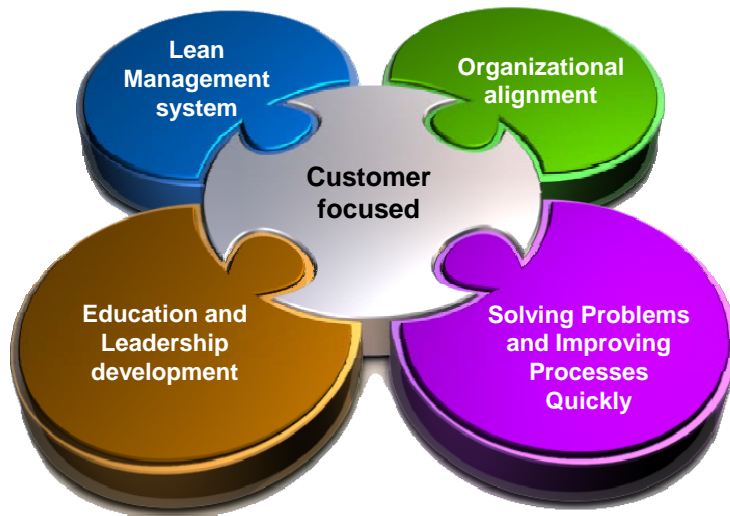 Lean
Management
system
Organizational
alignment
Customer
focused
Education and
Leadership
development
Solving Problems
and Improving
Processes
Quickly